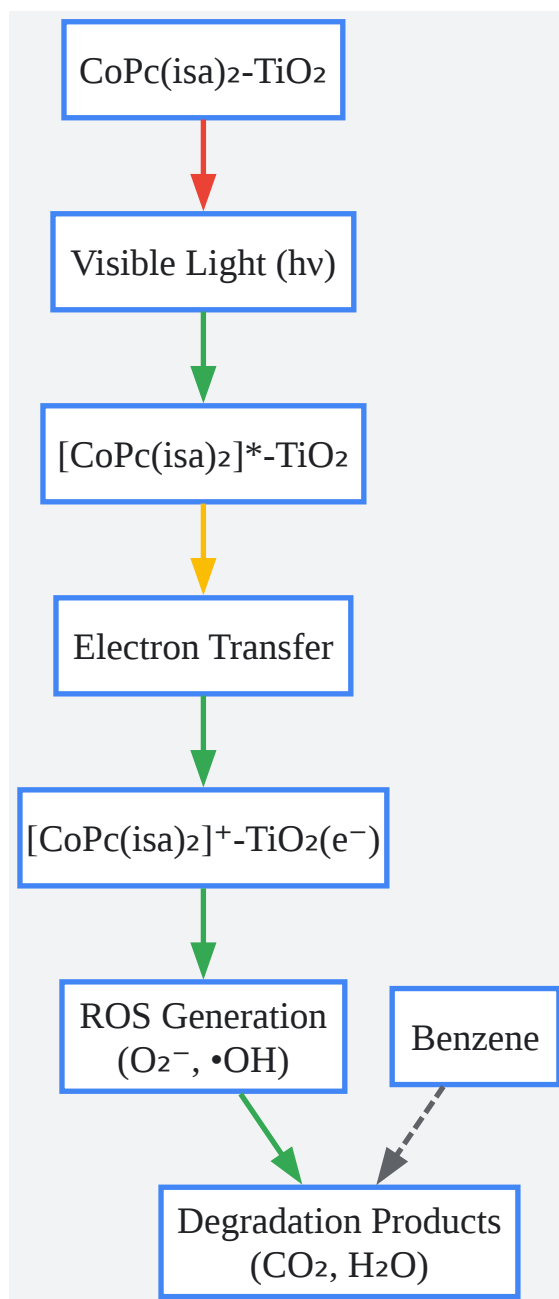 CoPc(isa)₂-TiO₂
Visible Light (hν)
[CoPc(isa)₂]*-TiO₂
Electron Transfer
[CoPc(isa)₂]⁺-TiO₂(e⁻)
ROS Generation
(O₂⁻, •OH)
Benzene
Degradation Products
(CO₂, H₂O)